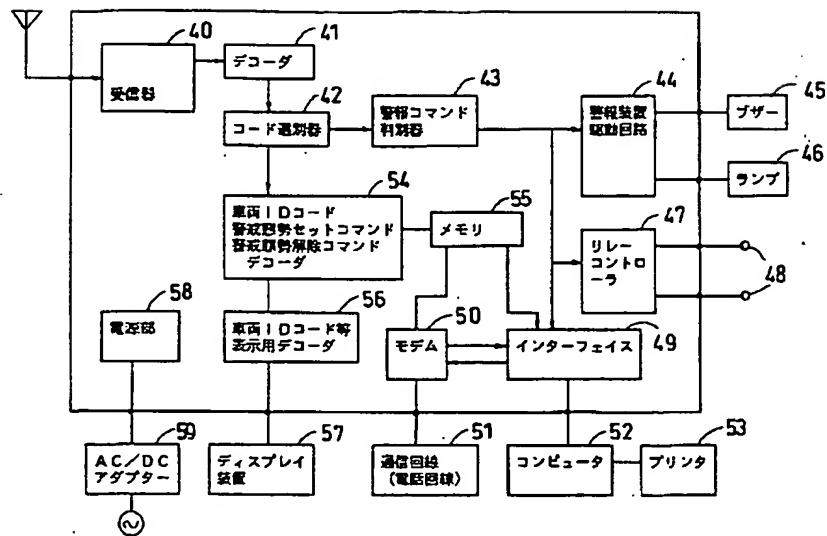 40
41
デコーダ
受信器
42
コード選別器
43
警報コマンド
判別器
44
警報装置
駆動回路
ブザー
45
ランプ
46
54
車両IDコード
警戒態勢セットコマンド
警戒態勢解除コマンド
デコーダ
55
メモリ
47
リレー
コントロ
ーラ
48
58
電源部
56
車両IDコード等
表示用デコーダ
50
モデム
インターフェイス
49
59
AC/DC
アダプター
57
ディスプレイ
装置
51
通信回線
(電話回線)
52
コンピュータ
53
プリンタ